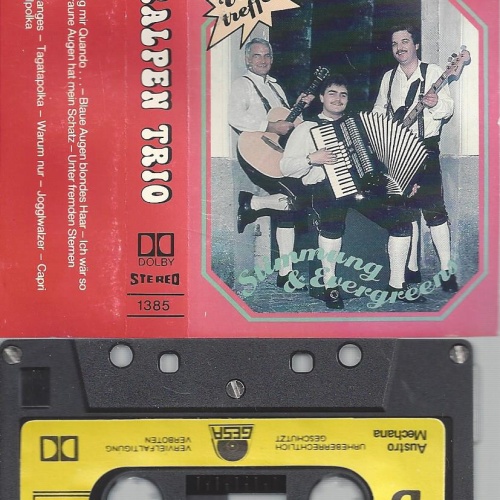 treff
ALPEN TRIO
g mir Quando . . . – Blaue Augen blondes Haar – Ich wär so
raune Augen hat mein Schatz – Unter fremden Sternen
anges – Tagatapolka – Warum nur – Jogglwalzer – Capri
polka
DOLBY
STEREO
1385
Stimmung
& Evergreens
Austro
Mechana
URHEBERRECHTLICH
GESCHÜTZT
GESA
VERVIELFÄLTIGUNG
VERBOTEN